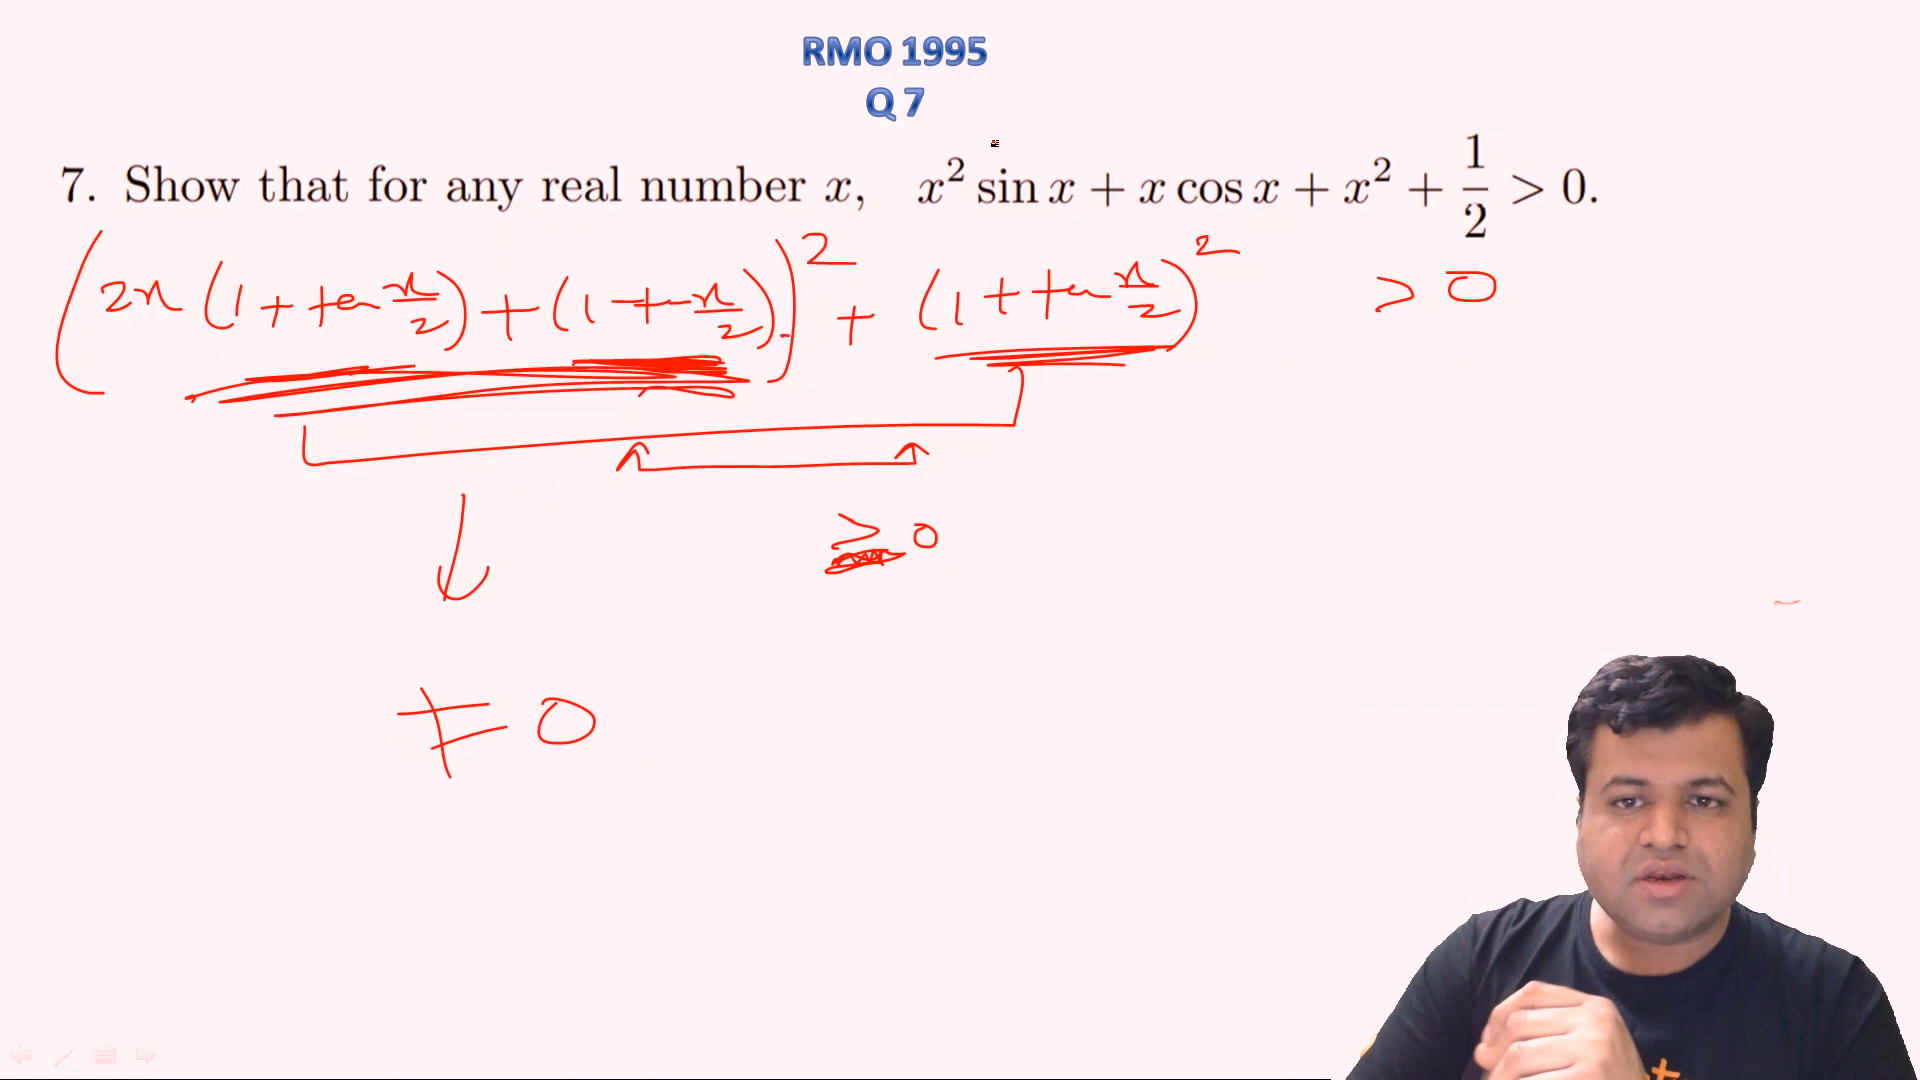 RMO 1995
Q 7
7. Show that for any real number x, x² sin x + x cos x + x² + 1/2 > 0.
(2x (1 + tan x/2) + (1 - tan x/2))² + (1 + tan x/2)² > 0
≥ 0
≠ 0